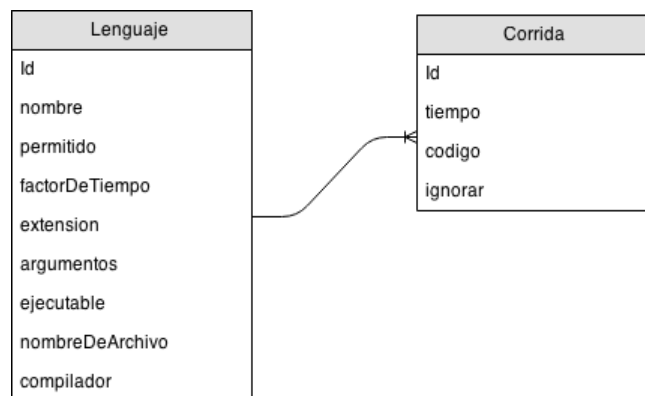 Lenguaje
Id
nombre
permitido
factorDeTiempo
extension
argumentos
ejecutable
nombreDeArchivo
compilador
Corrida
Id
tiempo
codigo
ignorar